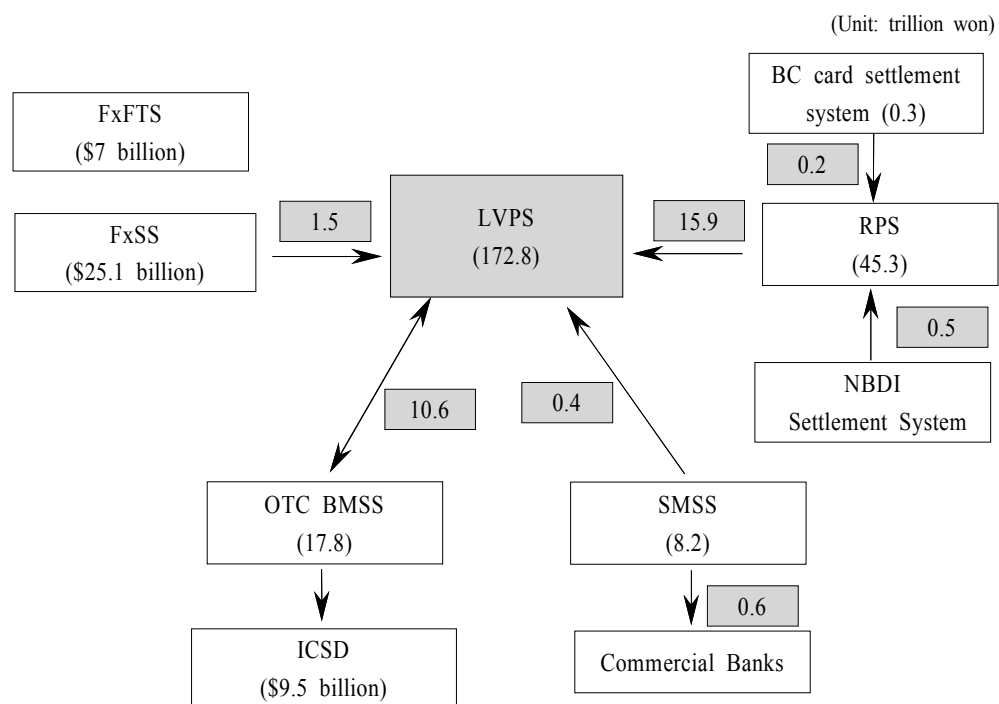 (Unit: trillion won)
BC card settlement
system (0.3)
FxFTS
($7 billion)
0.2
LVPS
(172.8)
1.5
15.9
FxSS
($25.1 billion)
RPS
(45.3)
0.5
NBDI
Settlement System
10.6
0.4
OTC BMSS
(17.8)
SMSS
(8.2)
0.6
ICSD
($9.5 billion)
Commercial Banks